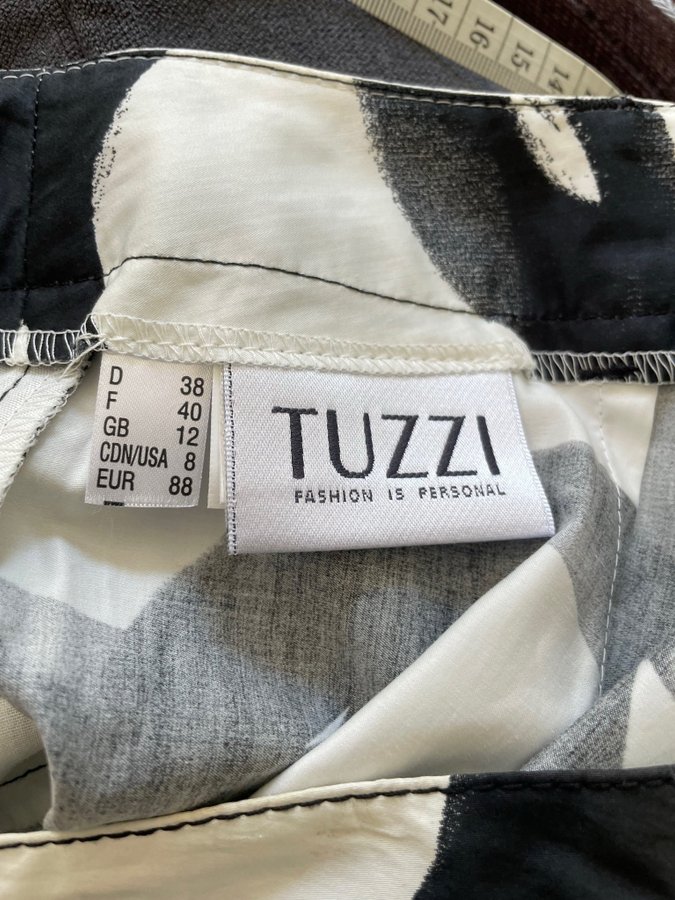 17 16 15 14
D 38
F 40
GB 12
CDN/USA 8
EUR 88
TUZZI
FASHION IS PERSONAL